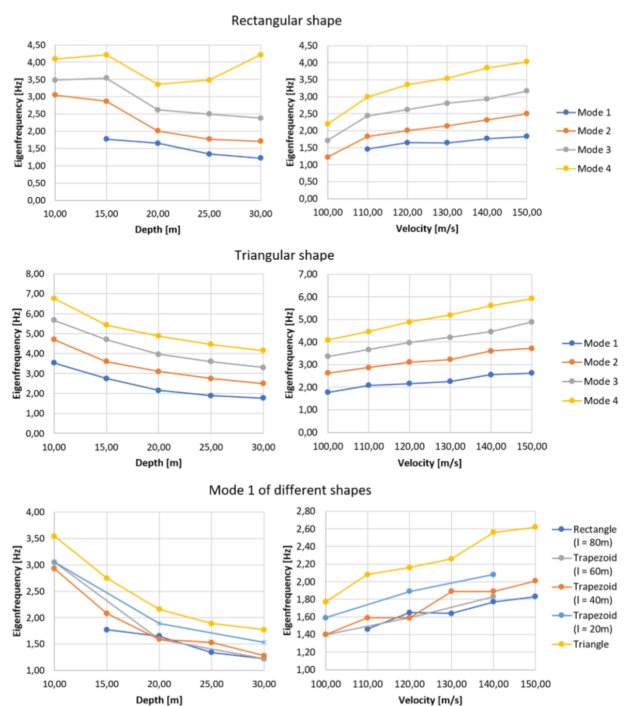 Rectangular shape
Eigenfrequency [Hz]
4,50
4,00
3,50
3,00
2,50
2,00
1,50
1,00
0,50
0,00
10,00 15,00 20,00 25,00 30,00
Depth [m]
Eigenfrequency [Hz]
4,50
4,00
3,50
3,00
2,50
2,00
1,50
1,00
0,50
0,00
100,00 110,00 120,00 130,00 140,00 150,00
Velocity [m/s]
Mode 1
Mode 2
Mode 3
Mode 4
Triangular shape
Eigenfrequency [Hz]
8,00
7,00
6,00
5,00
4,00
3,00
2,00
1,00
0,00
10,00 15,00 20,00 25,00 30,00
Depth [m]
Eigenfrequency [Hz]
7,00
6,00
5,00
4,00
3,00
2,00
1,00
0,00
100,00 110,00 120,00 130,00 140,00 150,00
Velocity [m/s]
Mode 1
Mode 2
Mode 3
Mode 4
Mode 1 of different shapes
Eigenfrequency [Hz]
4,00
3,50
3,00
2,50
2,00
1,50
1,00
10,00 15,00 20,00 25,00 30,00
Depth [m]
Eigenfrequency [Hz]
2,80
2,60
2,40
2,20
2,00
1,80
1,60
1,40
1,20
1,00
100,00 110,00 120,00 130,00 140,00 150,00
Velocity [m/s]
Rectangle
(l = 80m)
Trapezoid
(l = 60m)
Trapezoid
(l = 40m)
Trapezoid
(l = 20m)
Triangle